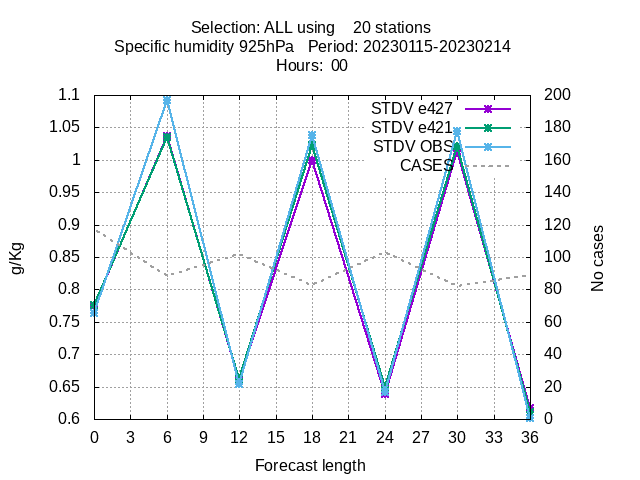 Selection: ALL using    20 stations
Specific humidity 925hPa   Period: 20230115-20230214
Hours:  00
STDV e427
STDV e421
STDV OBS
CASES
1.1
1.05
1
0.95
0.9
0.85
0.8
0.75
0.7
0.65
0.6
200
180
160
140
120
100
80
60
40
20
0
g/Kg
No cases
0 3 6 9 12 15 18 21 24 27 30 33 36
Forecast length